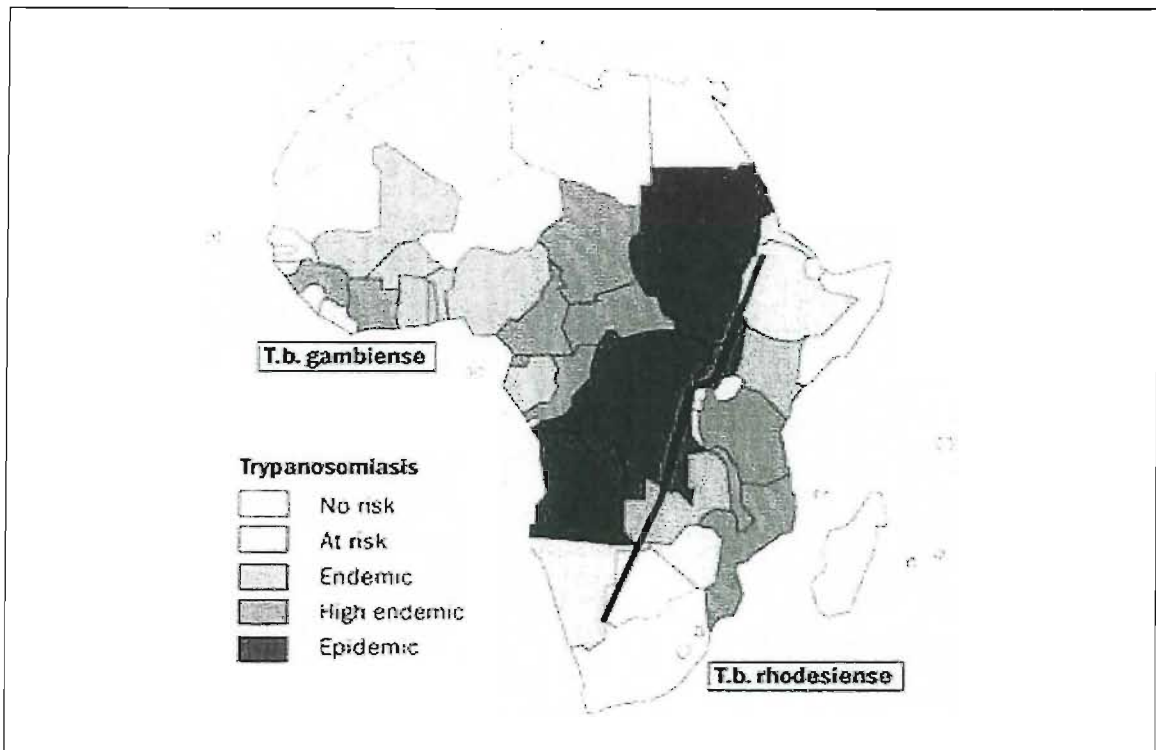 T.b. gambiense
Trypanosomiasis
No risk
At risk
Endemic
High endemic
Epidemic
T.b. rhodesiense